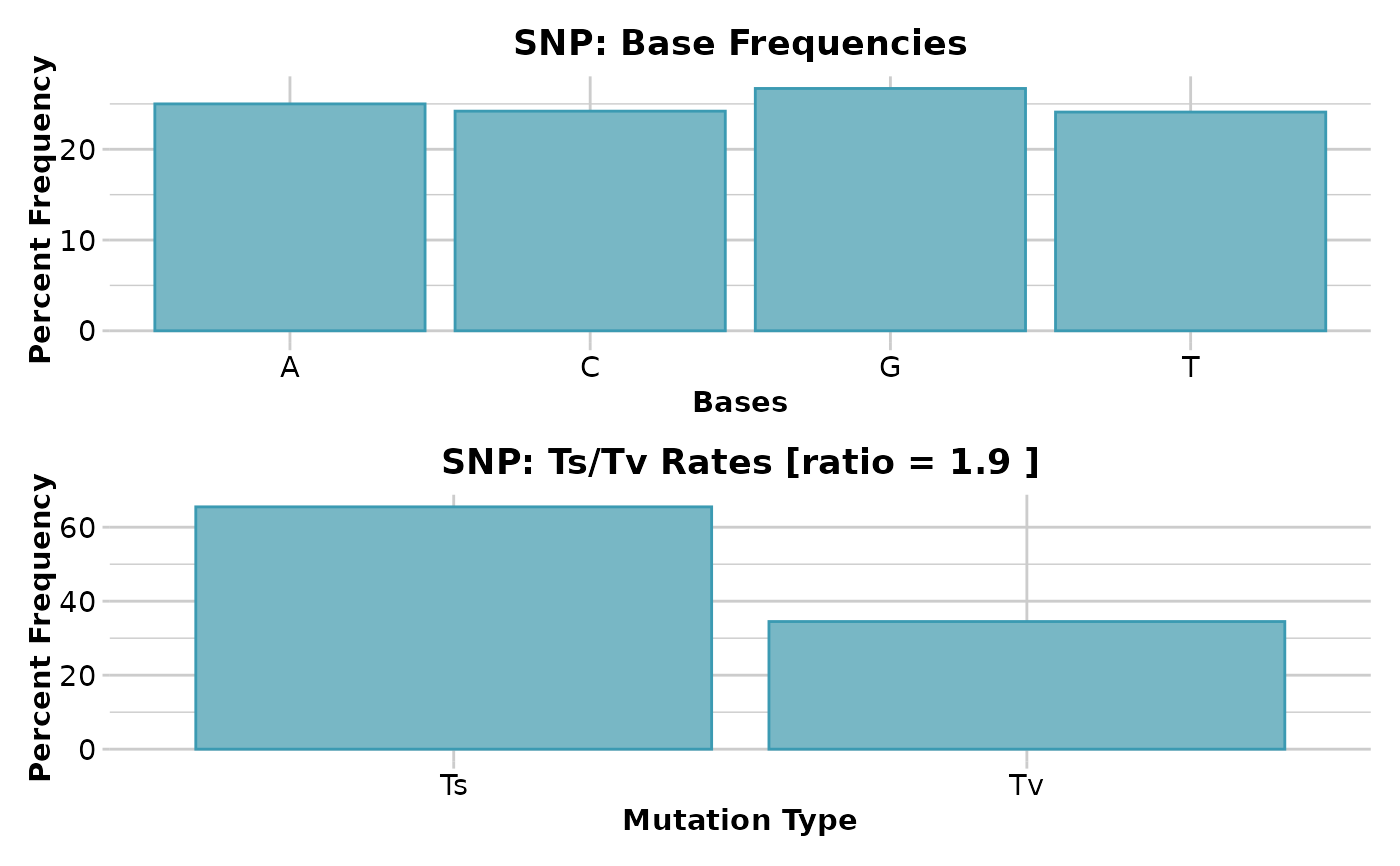 SNP: Base Frequencies
Percent Frequency
20
10
0
A C G T
Bases
SNP: Ts/Tv Rates [ratio = 1.9 ]
Percent Frequency
60
40
20
0
Ts Tv
Mutation Type